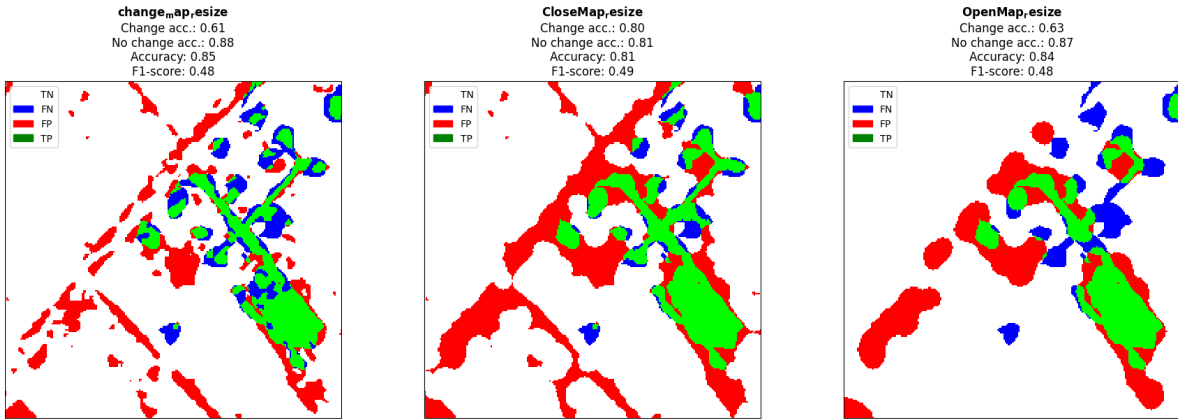 changeₘapᵣesize
Change acc.: 0.61
No change acc.: 0.88
Accuracy: 0.85
F1-score: 0.48
TN
FN
FP
TP
CloseMapᵣesize
Change acc.: 0.80
No change acc.: 0.81
Accuracy: 0.81
F1-score: 0.49
TN
FN
FP
TP
OpenMapᵣesize
Change acc.: 0.63
No change acc.: 0.87
Accuracy: 0.84
F1-score: 0.48
TN
FN
FP
TP